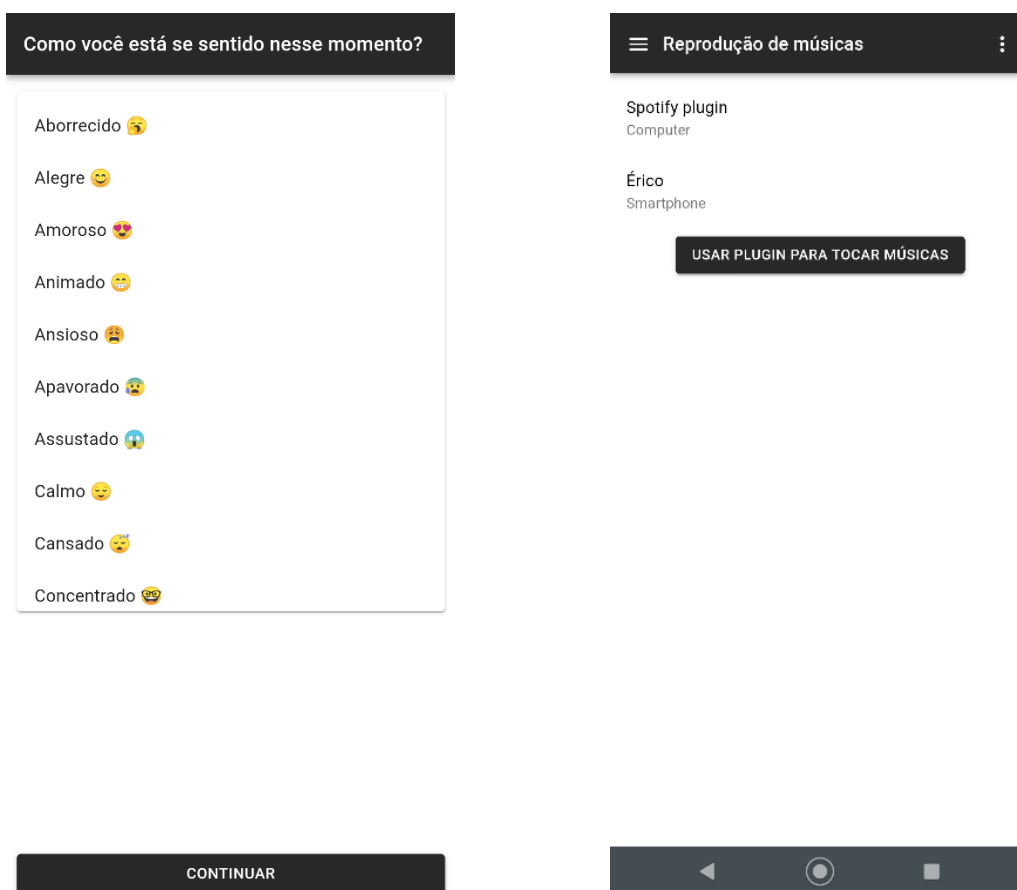 Como você está se sentido nesse momento?
Aborrecido 🥱
Alegre 😊
Amoroso 😍
Animado 😁
Ansioso 😩
Apavorado 😰
Assustado 😱
Calmo 😌
Cansado 😴
Concentrado 🤓
CONTINUAR
Reprodução de músicas
Spotify plugin
Computer
Érico
Smartphone
USAR PLUGIN PARA TOCAR MÚSICAS